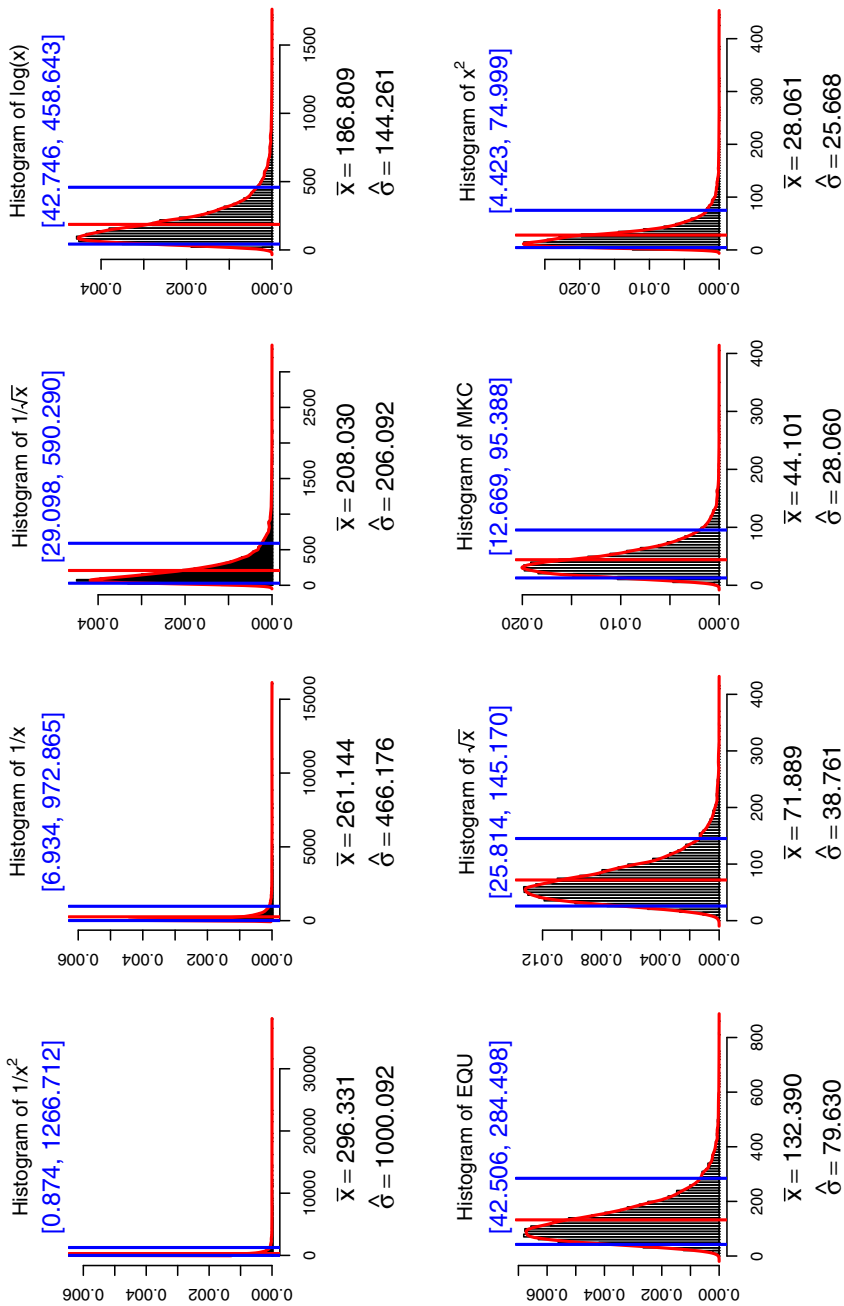 Histogram of 1/x²
[0.874, 1266.712]
0.006
0.004
0.002
0.000
0 10000 20000 30000
x̅ = 296.331
σ̂ = 1000.092
Histogram of 1/x
[6.934, 972.865]
0.006
0.004
0.002
0.000
0 5000 10000 15000
x̅ = 261.144
σ̂ = 466.176
Histogram of 1/√x
[29.098, 590.290]
0.004
0.002
0.000
0 500 1500 2500
x̅ = 208.030
σ̂ = 206.092
Histogram of log(x)
[42.746, 458.643]
0.004
0.002
0.000
0 500 1000 1500
x̅ = 186.809
σ̂ = 144.261
Histogram of EQU
[42.506, 284.498]
0.006
0.004
0.002
0.000
0 200 400 600 800
x̅ = 132.390
σ̂ = 79.630
Histogram of √x
[25.814, 145.170]
0.012
0.008
0.004
0.000
0 100 200 300 400
x̅ = 71.889
σ̂ = 38.761
Histogram of MKC
[12.669, 95.388]
0.020
0.010
0.000
0 100 200 300 400
x̅ = 44.101
σ̂ = 28.060
Histogram of x²
[4.423, 74.999]
0.020
0.010
0.000
0 100 200 300 400
x̅ = 28.061
σ̂ = 25.668